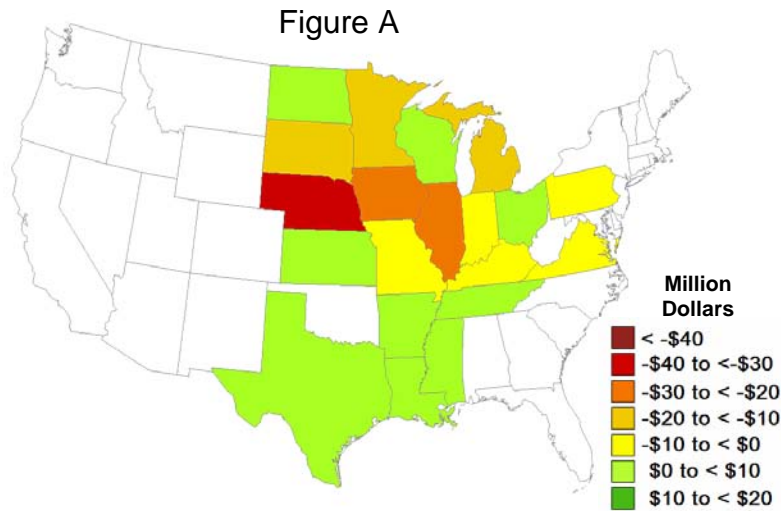 Figure A
Million
Dollars
< -$40
-$40 to <-$30
-$30 to < -$20
-$20 to < -$10
-$10 to < $0
$0 to < $10
$10 to < $20